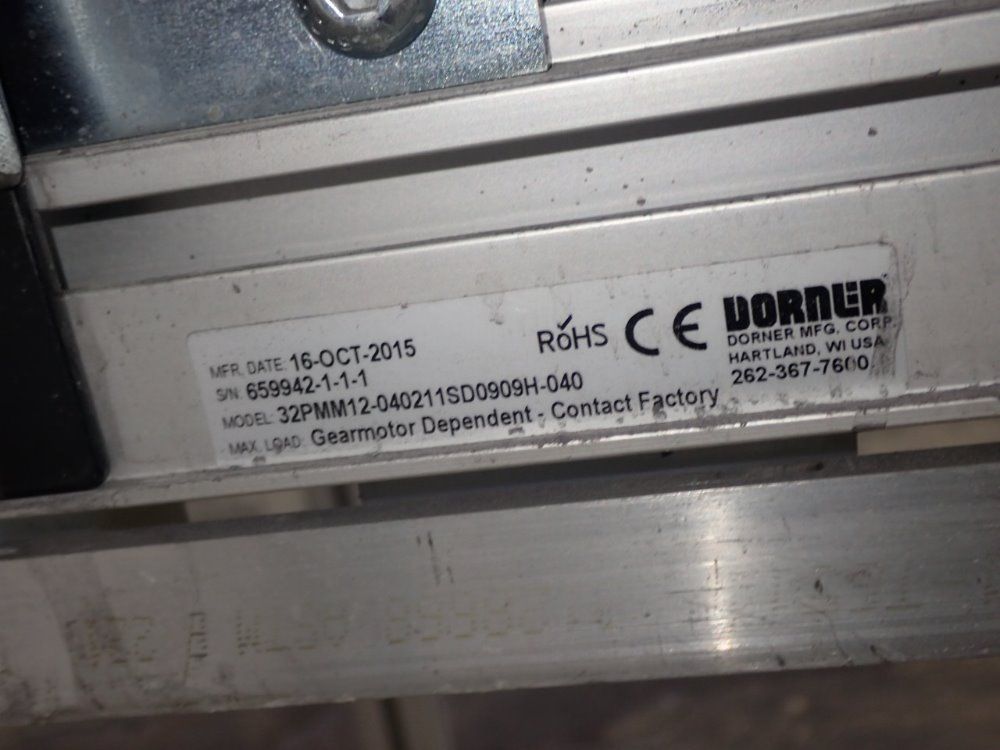 MFR. DATE: 16-OCT-2015
S/N: 659942-1-1-1
MODEL: 32PMM12-040211SD0909H-040
MAX. LOAD: Gearmotor Dependent - Contact Factory
RoHS CE
DORNER
DORNER MFG. CORP.
HARTLAND, WI USA
262-367-7600